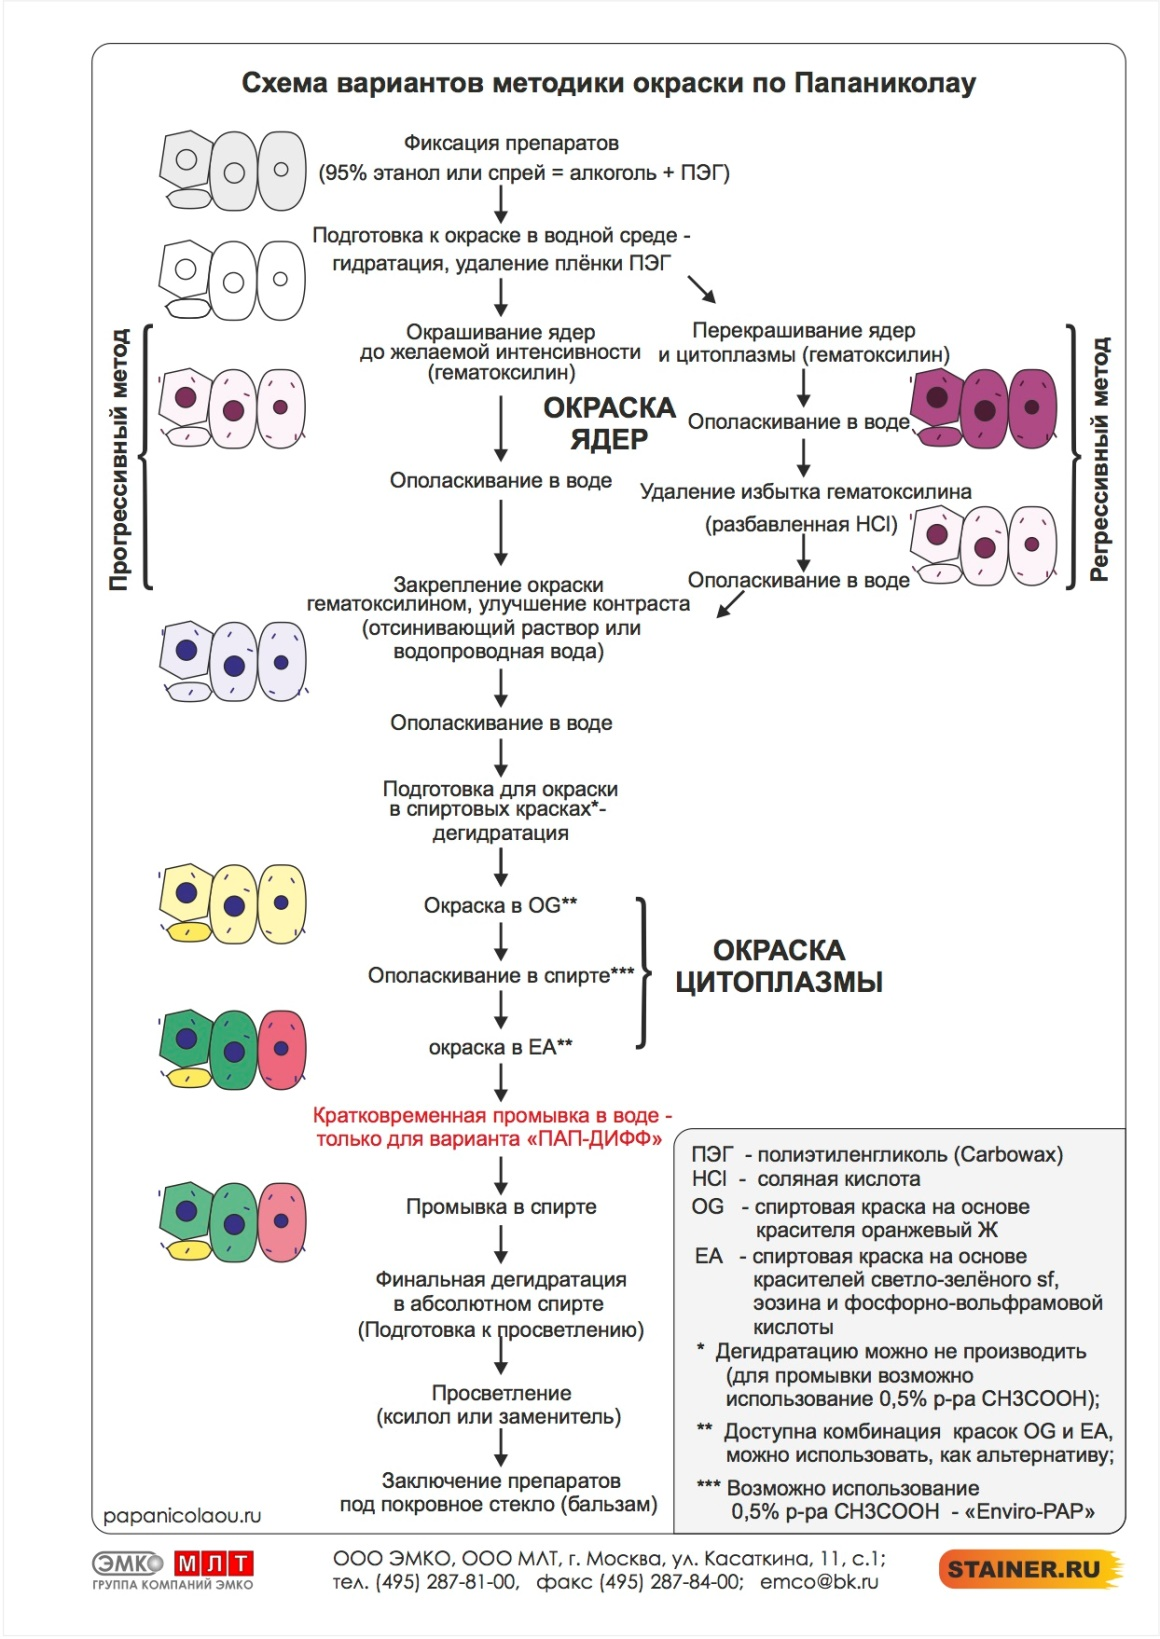 Схема вариантов методики окраски по Папаниколау
Фиксация препаратов
(95% этанол или спрей = алкоголь + ПЭГ)
Подготовка к окраске в водной среде -
гидратация, удаление плёнки ПЭГ
Прогрессивный метод
Окрашивание ядер
до желаемой интенсивности
(гематоксилин)
ОКРАСКА
ЯДЕР
Ополаскивание в воде
Перекрашивание ядер
и цитоплазмы (гематоксилин)
Ополаскивание в воде
Удаление избытка гематоксилина
(разбавленная HCl)
Ополаскивание в воде
Регрессивный метод
Закрепление окраски
гематоксилином, улучшение контраста
(отсинивающий раствор или
водопроводная вода)
Ополаскивание в воде
Подготовка для окраски
в спиртовых красках*-
дегидратация
Окраска в OG**
Ополаскивание в спирте***
окраска в EA**
ОКРАСКА
ЦИТОПЛАЗМЫ
Кратковременная промывка в воде -
только для варианта «ПАП-ДИФФ»
Промывка в спирте
Финальная дегидратация
в абсолютном спирте
(Подготовка к просветлению)
Просветление
(ксилол или заменитель)
Заключение препаратов
под покровное стекло (бальзам)
ПЭГ - полиэтиленгликоль (Carbowax)
HCl - соляная кислота
OG - спиртовая краска на основе
красителя оранжевый Ж
EA - спиртовая краска на основе
красителей светло-зелёного sf,
эозина и фосфорно-вольфрамовой
кислоты
* Дегидратацию можно не производить
(для промывки возможно
использование 0,5% р-ра CH3COOH);
** Доступна комбинация красок OG и EA,
можно использовать, как альтернативу;
*** Возможно использование
0,5% р-ра CH3COOH - «Enviro-PAP»
papanicolaou.ru
ЭМКО МЛТ
ГРУППА КОМПАНИЙ ЭМКО
ООО ЭМКО, ООО МЛТ, г. Москва, ул. Касаткина, 11, с.1;
тел. (495) 287-81-00, факс (495) 287-84-00; emco@bk.ru
STAINER.RU